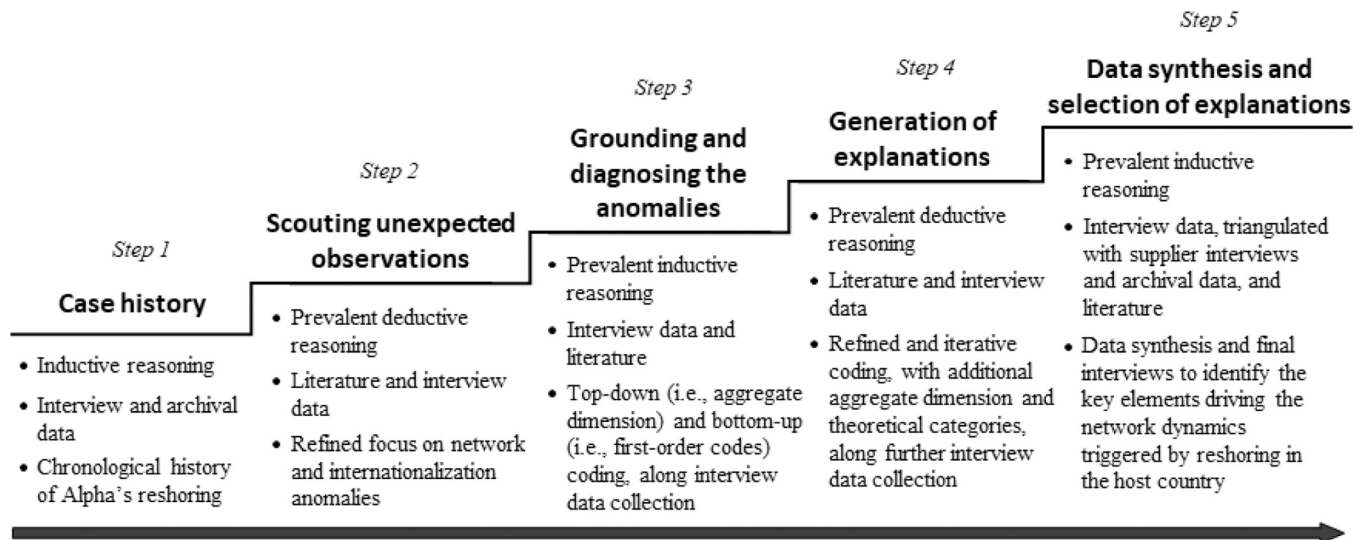 Step 1
Case history
• Inductive reasoning
• Interview and archival
data
• Chronological history
of Alpha’s reshoring
Step 2
Scouting unexpected
observations
• Prevalent deductive
reasoning
• Literature and interview
data
• Refined focus on network
and internationalization
anomalies
Step 3
Grounding and
diagnosing the
anomalies
• Prevalent inductive
reasoning
• Interview data and
literature
• Top-down (i.e., aggregate
dimension) and bottom-up
(i.e., first-order codes)
coding, along interview
data collection
Step 4
Generation of
explanations
• Prevalent deductive
reasoning
• Literature and interview
data
• Refined and iterative
coding, with additional
aggregate dimension and
theoretical categories,
along further interview
data collection
Step 5
Data synthesis and
selection of explanations
• Prevalent inductive
reasoning
• Interview data, triangulated
with supplier interviews
and archival data, and
literature
• Data synthesis and final
interviews to identify the
key elements driving the
network dynamics
triggered by reshoring in
the host country